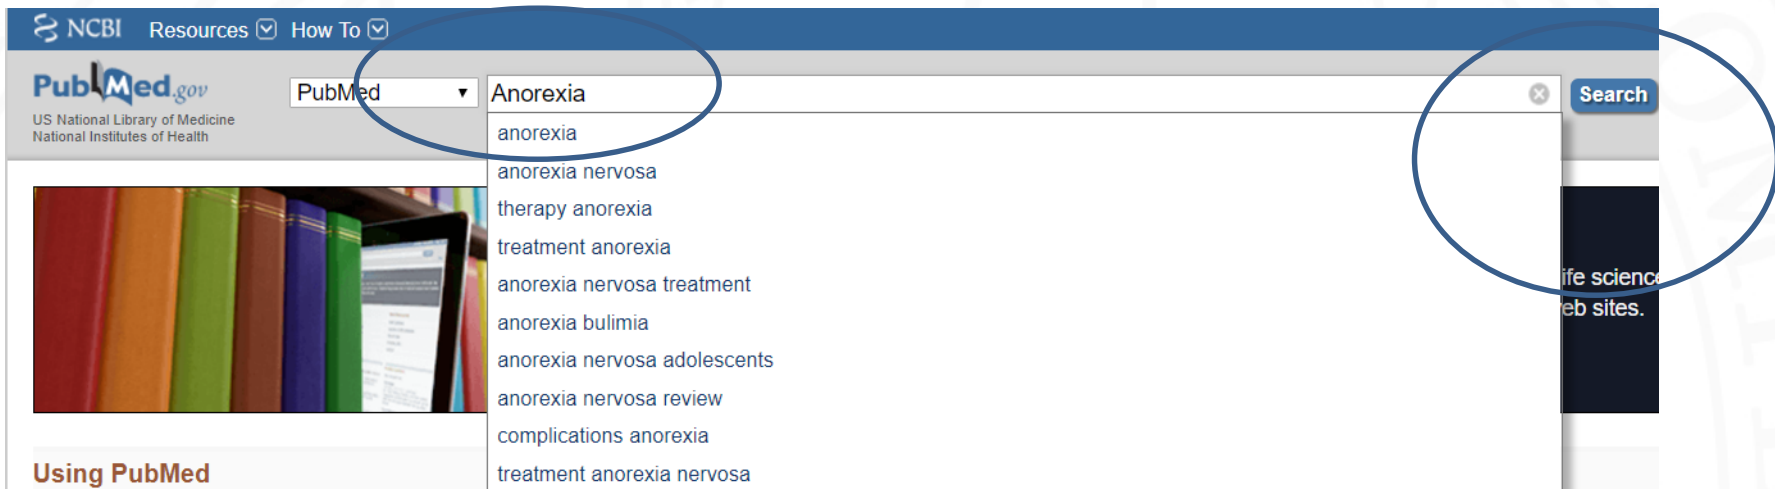 NCBI Resources How To
PubMed.gov
US National Library of Medicine
National Institutes of Health
PubMed
Anorexia
Search
anorexia
anorexia nervosa
therapy anorexia
treatment anorexia
anorexia nervosa treatment
anorexia bulimia
anorexia nervosa adolescents
anorexia nervosa review
complications anorexia
treatment anorexia nervosa
ife science
eb sites.
Using PubMed